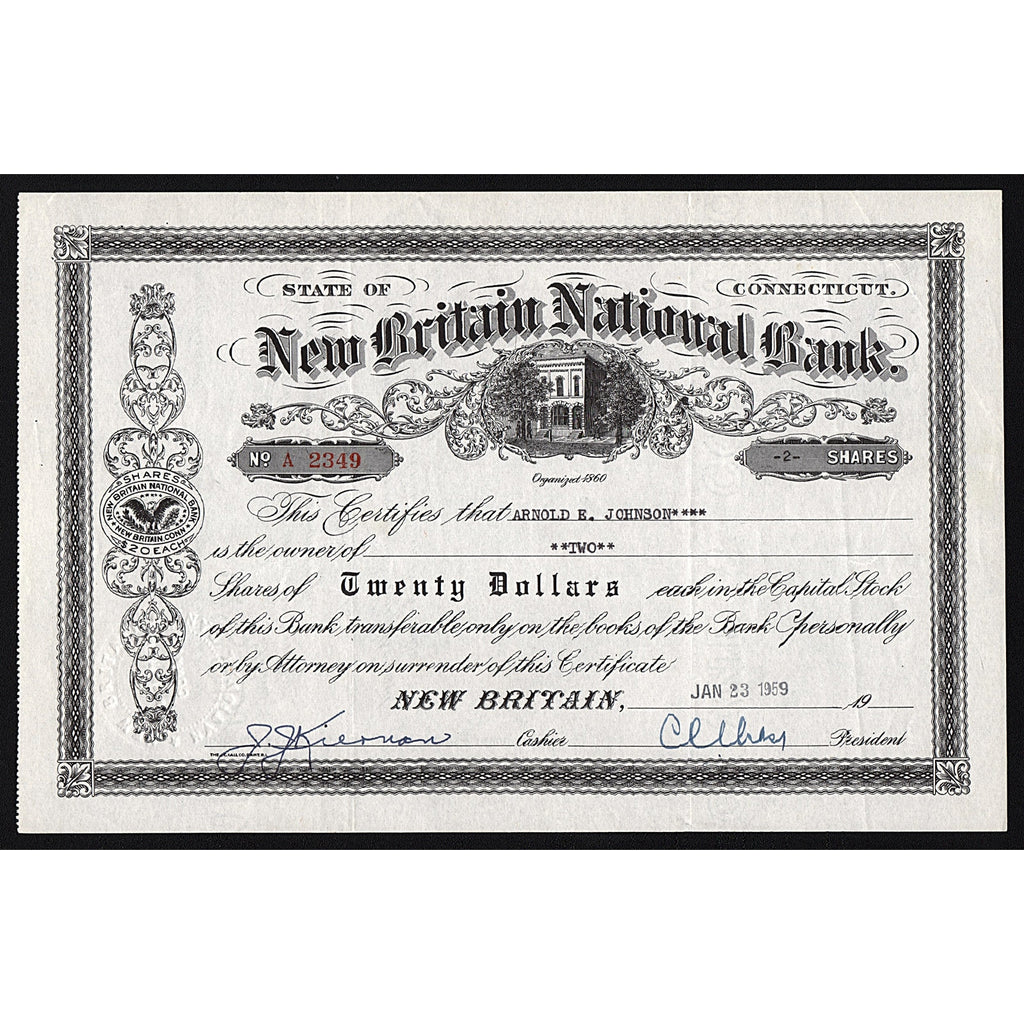 STATE OF CONNECTICUT.
New Britain National Bank.
Nº A 2349
-2- SHARES
Organized 1860
SHARES
NEW BRITAIN NATIONAL BANK
NEW BRITAIN, CONN.
$20 EACH
This Certifies that ARNOLD E. JOHNSON****
is the owner of **TWO**
Shares of Twenty Dollars each in the Capital Stock
of this Bank transferable only on the books of the Bank personally
or by Attorney on surrender of this Certificate
NEW BRITAIN, JAN 23 1959 19
J. J. Kiernan Cashier President